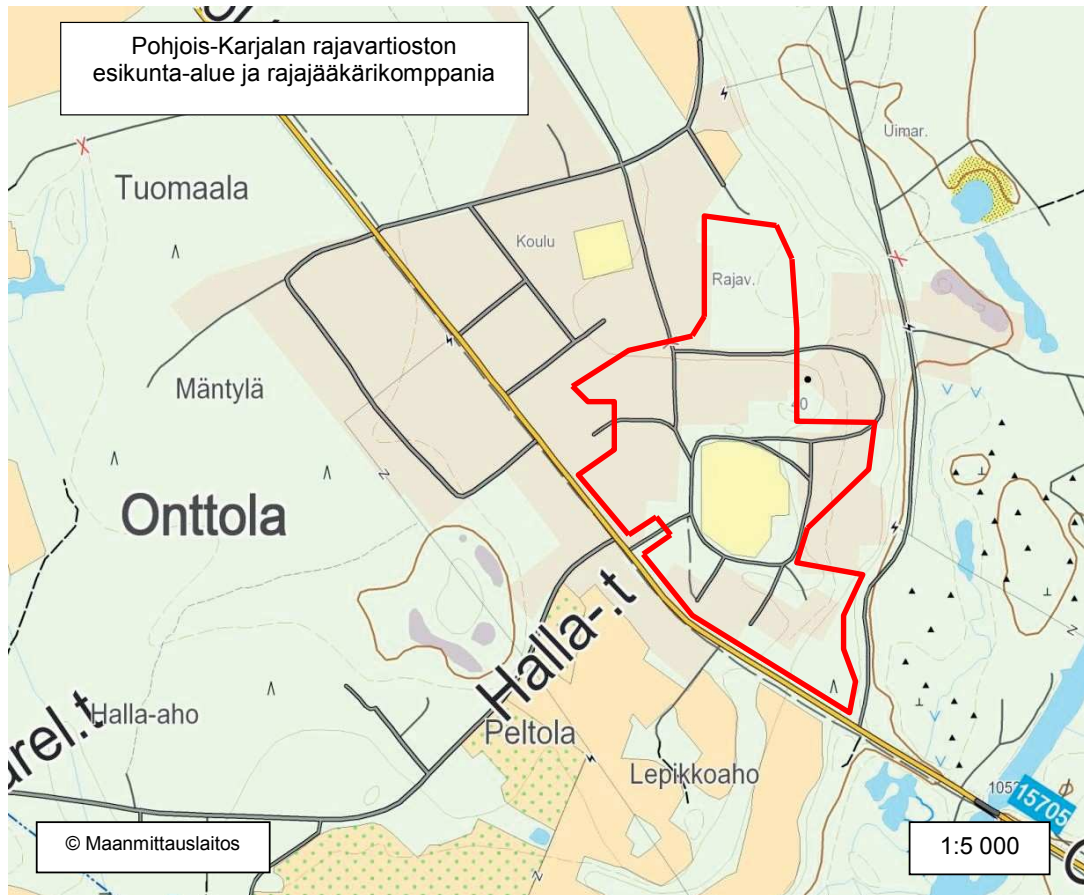 Pohjois-Karjalan rajavartioston
esikunta-alue ja rajajääkärikomppania
Uimar.
Tuomaala
Koulu
Rajav.
Mäntylä
40
Onttola
Halla-.t
Halla-aho
Peltola
arel.t
Lepikkoaho
15705
© Maanmittauslaitos
1:5 000